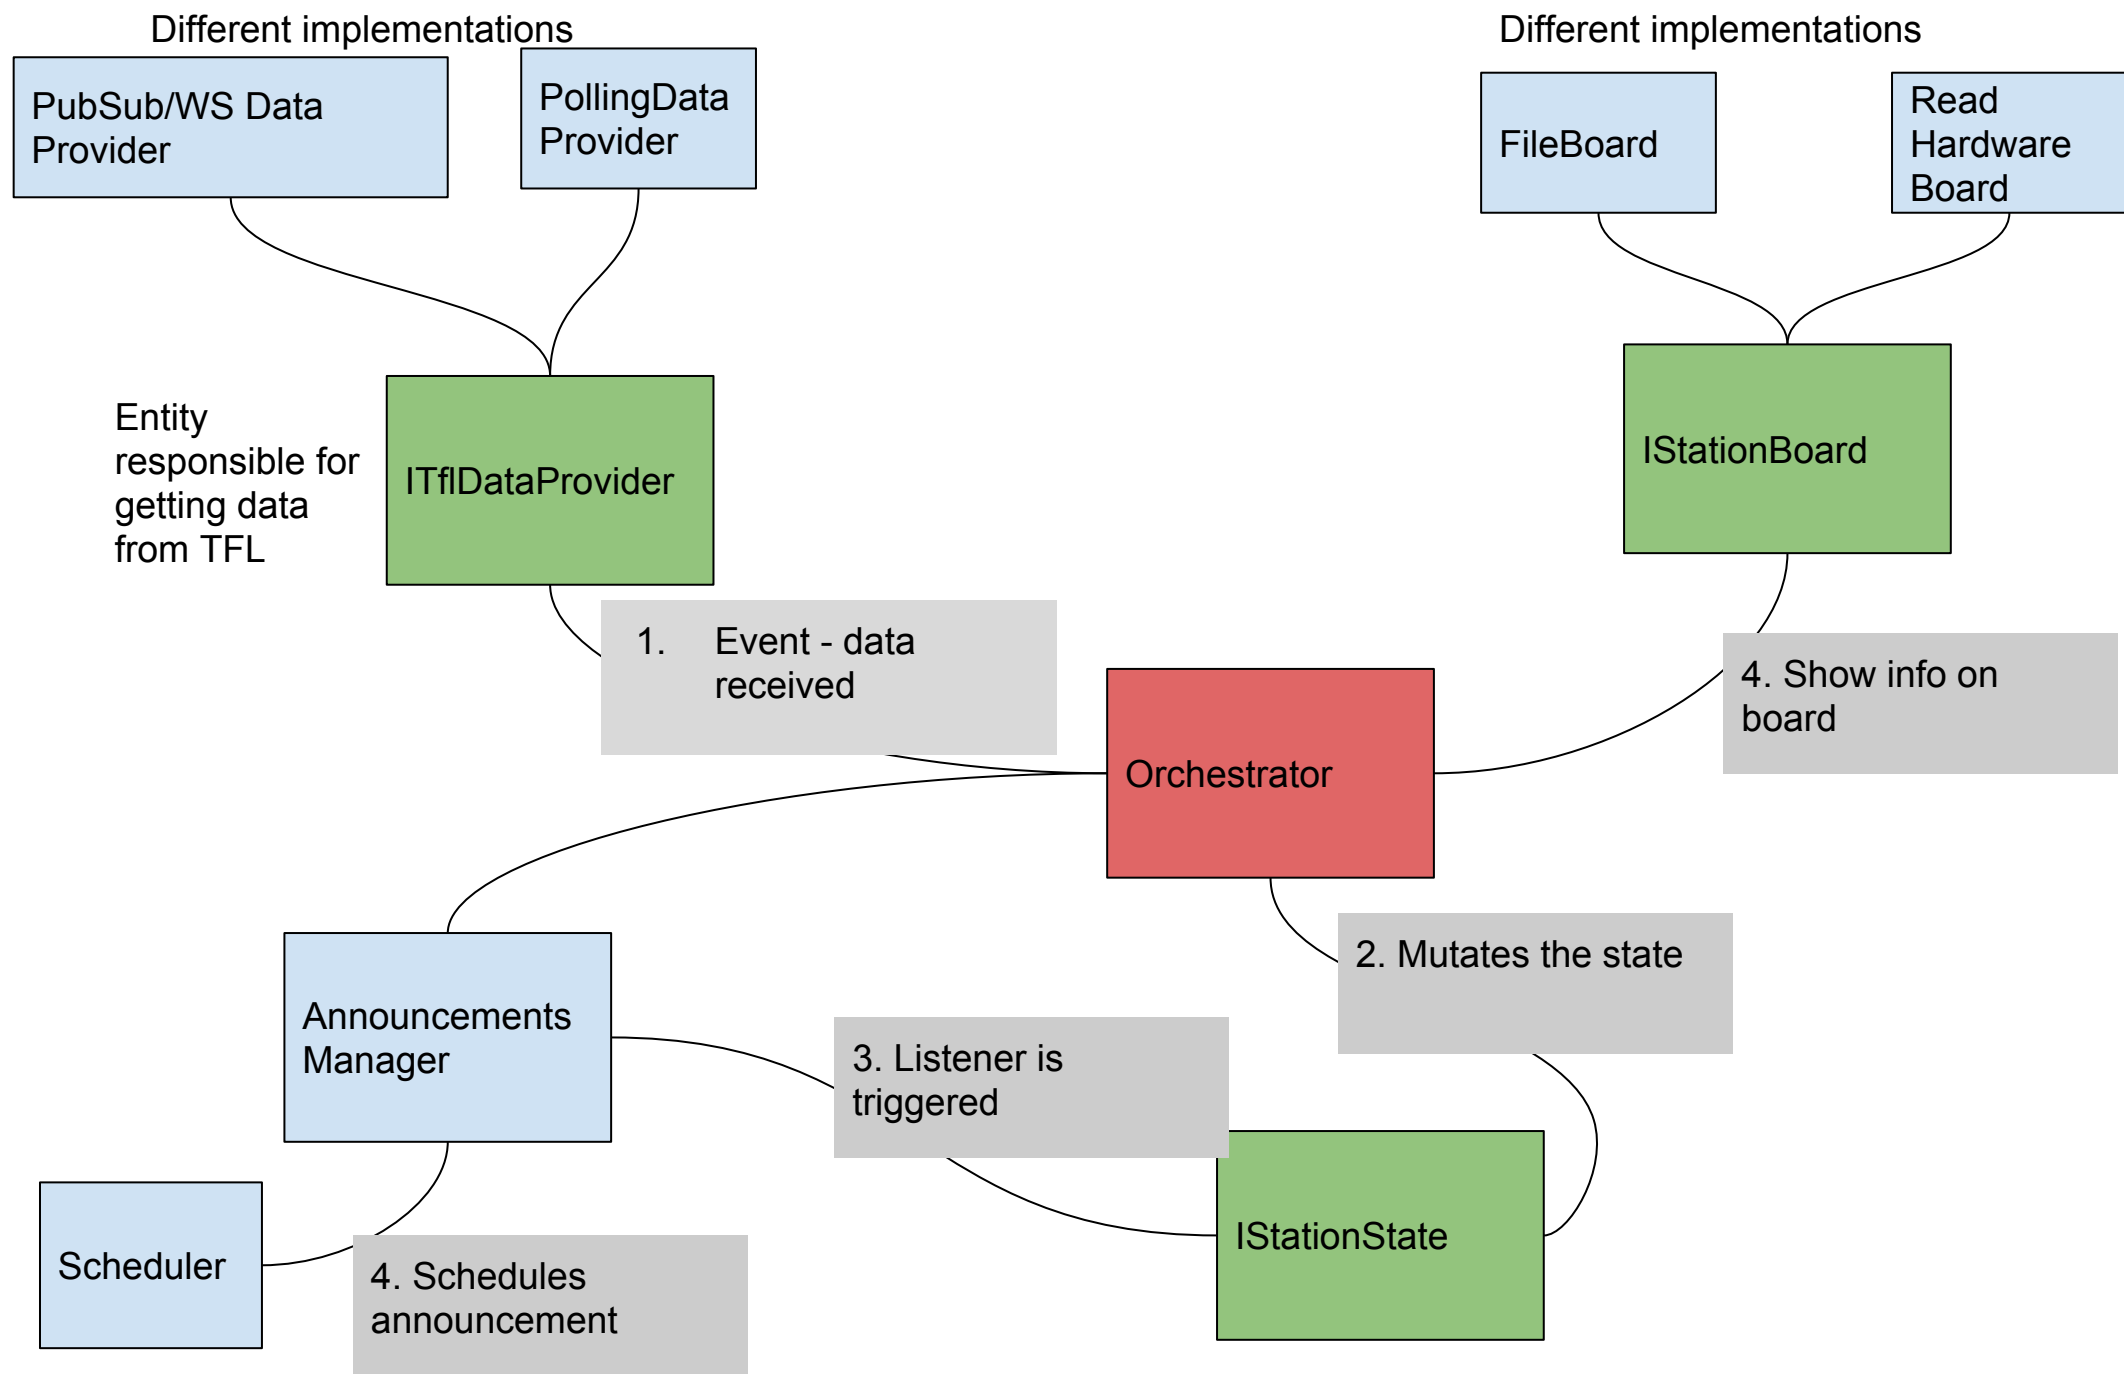 Different implementations
Different implementations
PubSub/WS Data
Provider
PollingData
Provider
FileBoard
Read
Hardware
Board
Entity
responsible for
getting data
from TFL
ITflDataProvider
IStationBoard
1. Event - data
received
4. Show info on
board
Orchestrator
2. Mutates the state
Announcements
Manager
3. Listener is
triggered
IStationState
Scheduler
4. Schedules
announcement